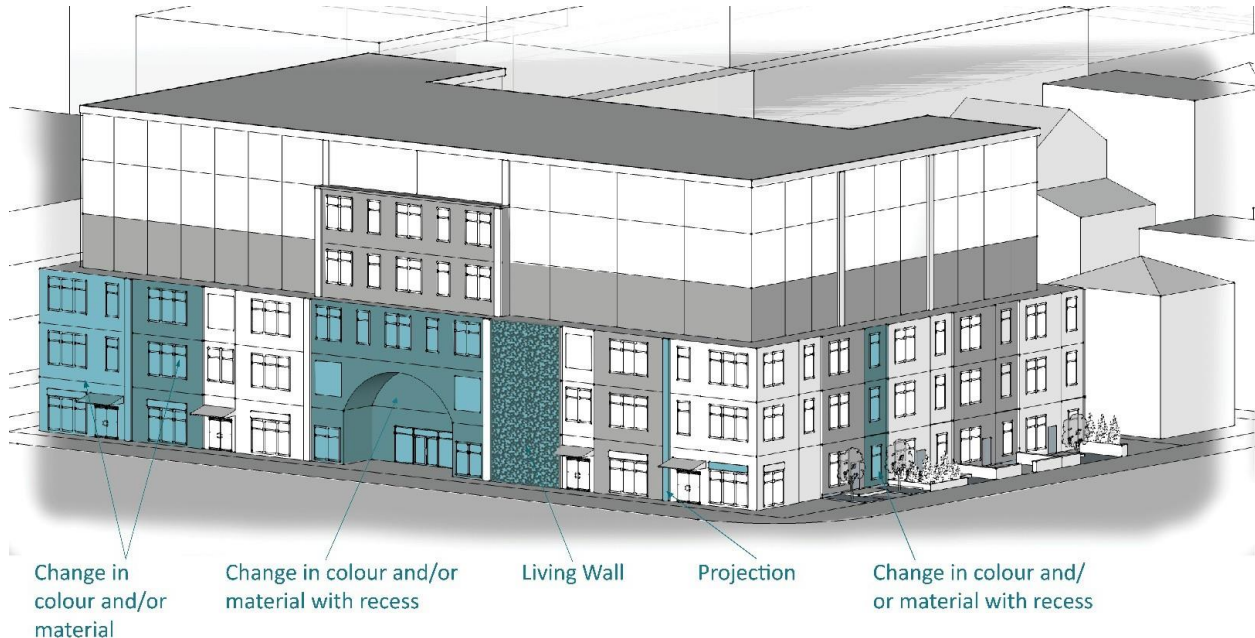 Change in
colour and/or
material
Change in colour and/or
material with recess
Living Wall
Projection
Change in colour and/
or material with recess